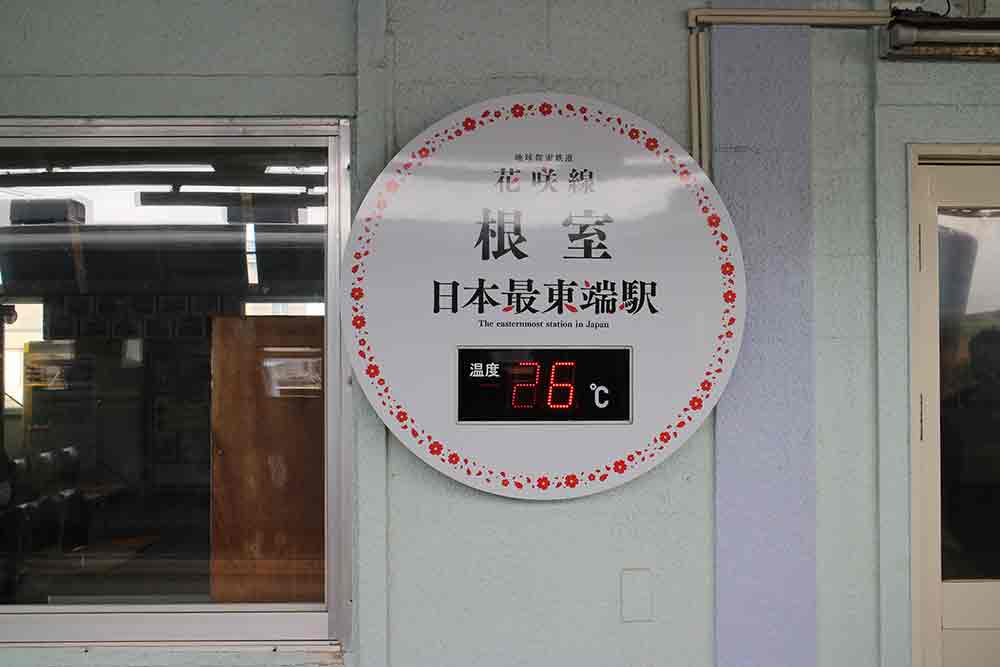 地球探索鉄道
花咲線
根室
日本最東端駅
The easternmost station in Japan
温度 26 ℃